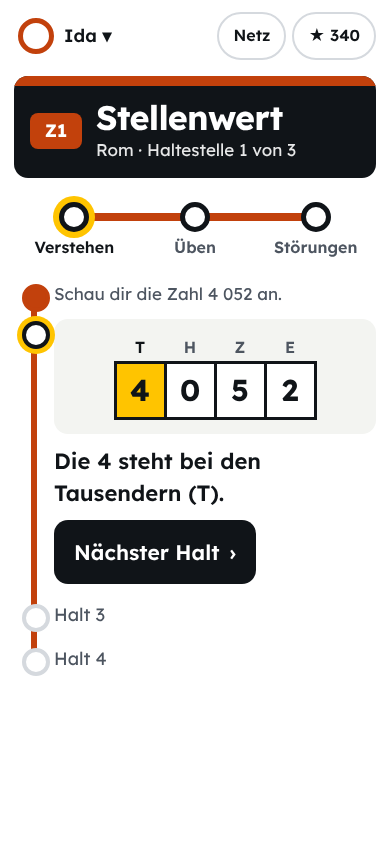 Ida ▾
Netz
★ 340
Z1
Stellenwert
Rom · Haltestelle 1 von 3
Verstehen
Üben
Störungen
Schau dir die Zahl 4 052 an.
T H Z E
4 0 5 2
Die 4 steht bei den
Tausendern (T).
Nächster Halt ›
Halt 3
Halt 4